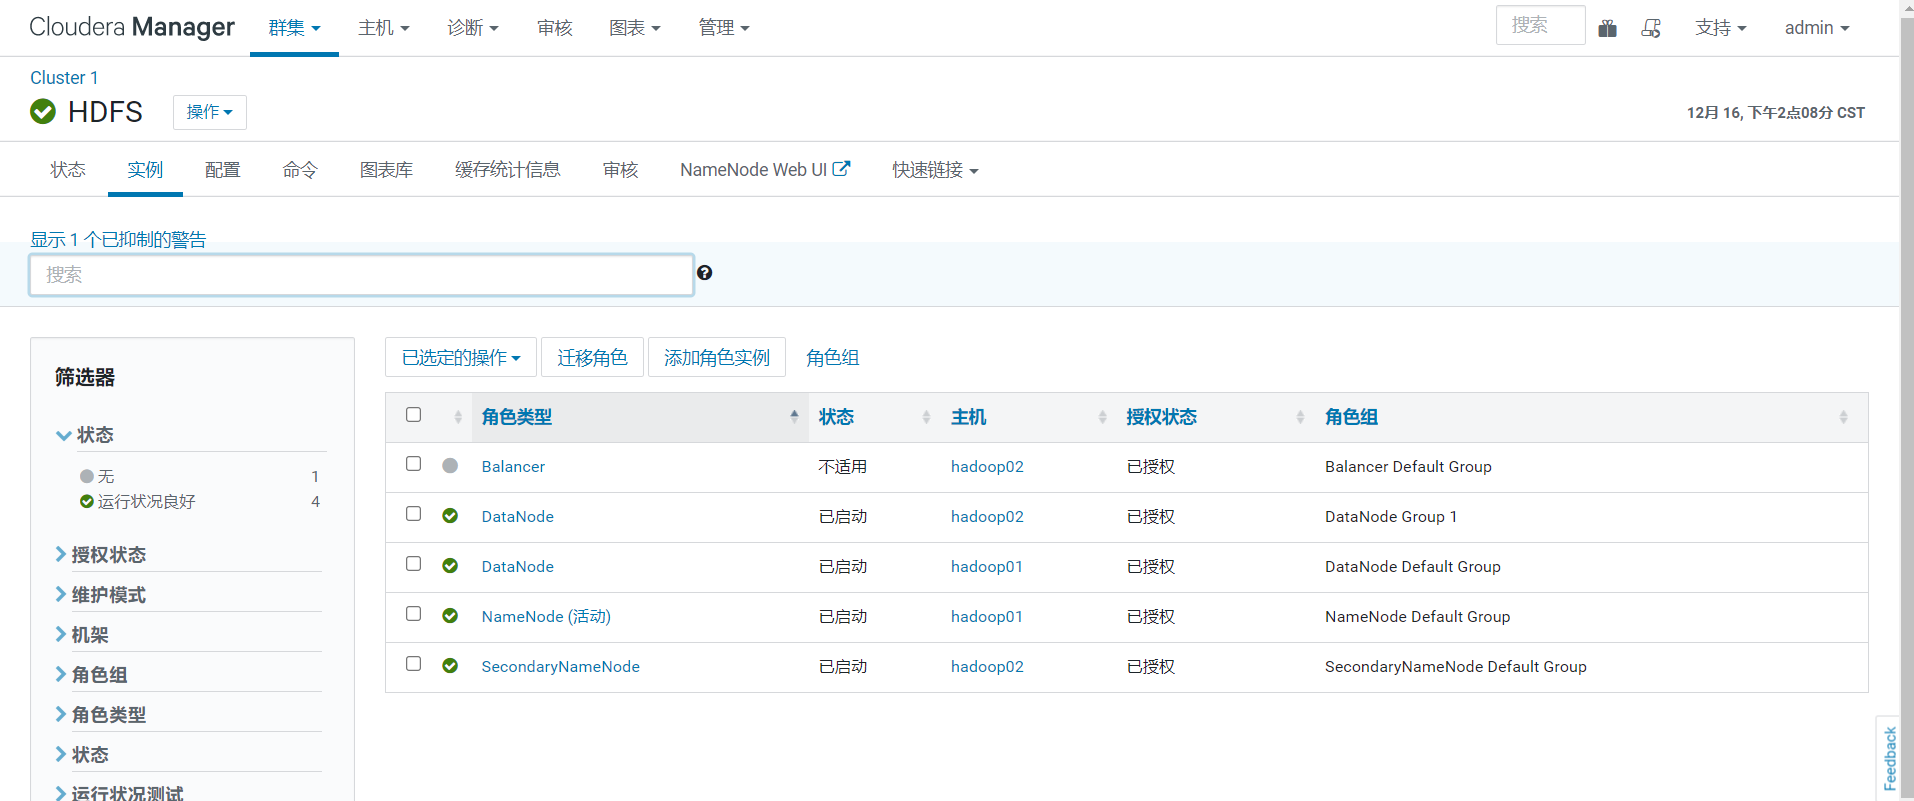 Cloudera Manager 群集 主机 诊断 审核 图表 管理 搜索 支持 admin
Cluster 1
HDFS 操作 12月 16, 下午2点08分 CST
状态 实例 配置 命令 图表库 缓存统计信息 审核 NameNode Web UI 快速链接
显示 1 个已抑制的警告
搜索
筛选器
状态
无 1
运行状况良好 4
授权状态
维护模式
机架
角色组
角色类型
状态
运行状况测试
已选定的操作 迁移角色 添加角色实例 角色组
角色类型 状态 主机 授权状态 角色组
Balancer 不适用 hadoop02 已授权 Balancer Default Group
DataNode 已启动 hadoop02 已授权 DataNode Group 1
DataNode 已启动 hadoop01 已授权 DataNode Default Group
NameNode (活动) 已启动 hadoop01 已授权 NameNode Default Group
SecondaryNameNode 已启动 hadoop02 已授权 SecondaryNameNode Default Group
Feedback